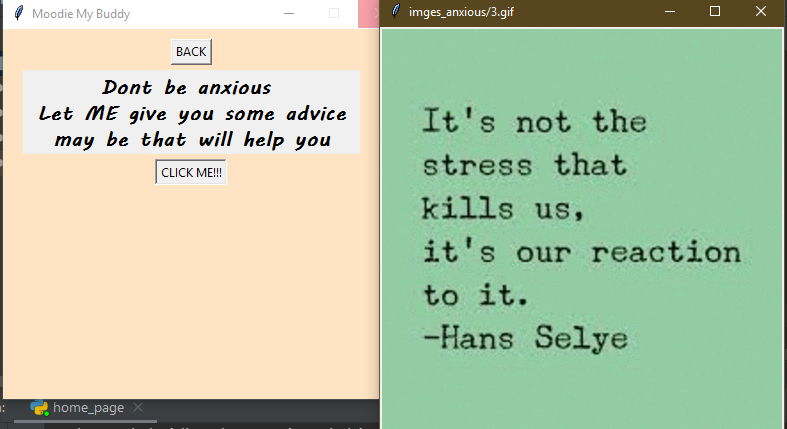 Moodie My Buddy
BACK
Dont be anxious
Let ME give you some advice
may be that will help you
CLICK ME!!!
imges_anxious/3.gif
It's not the
stress that
kills us,
it's our reaction
to it.
-Hans Selye
home_page